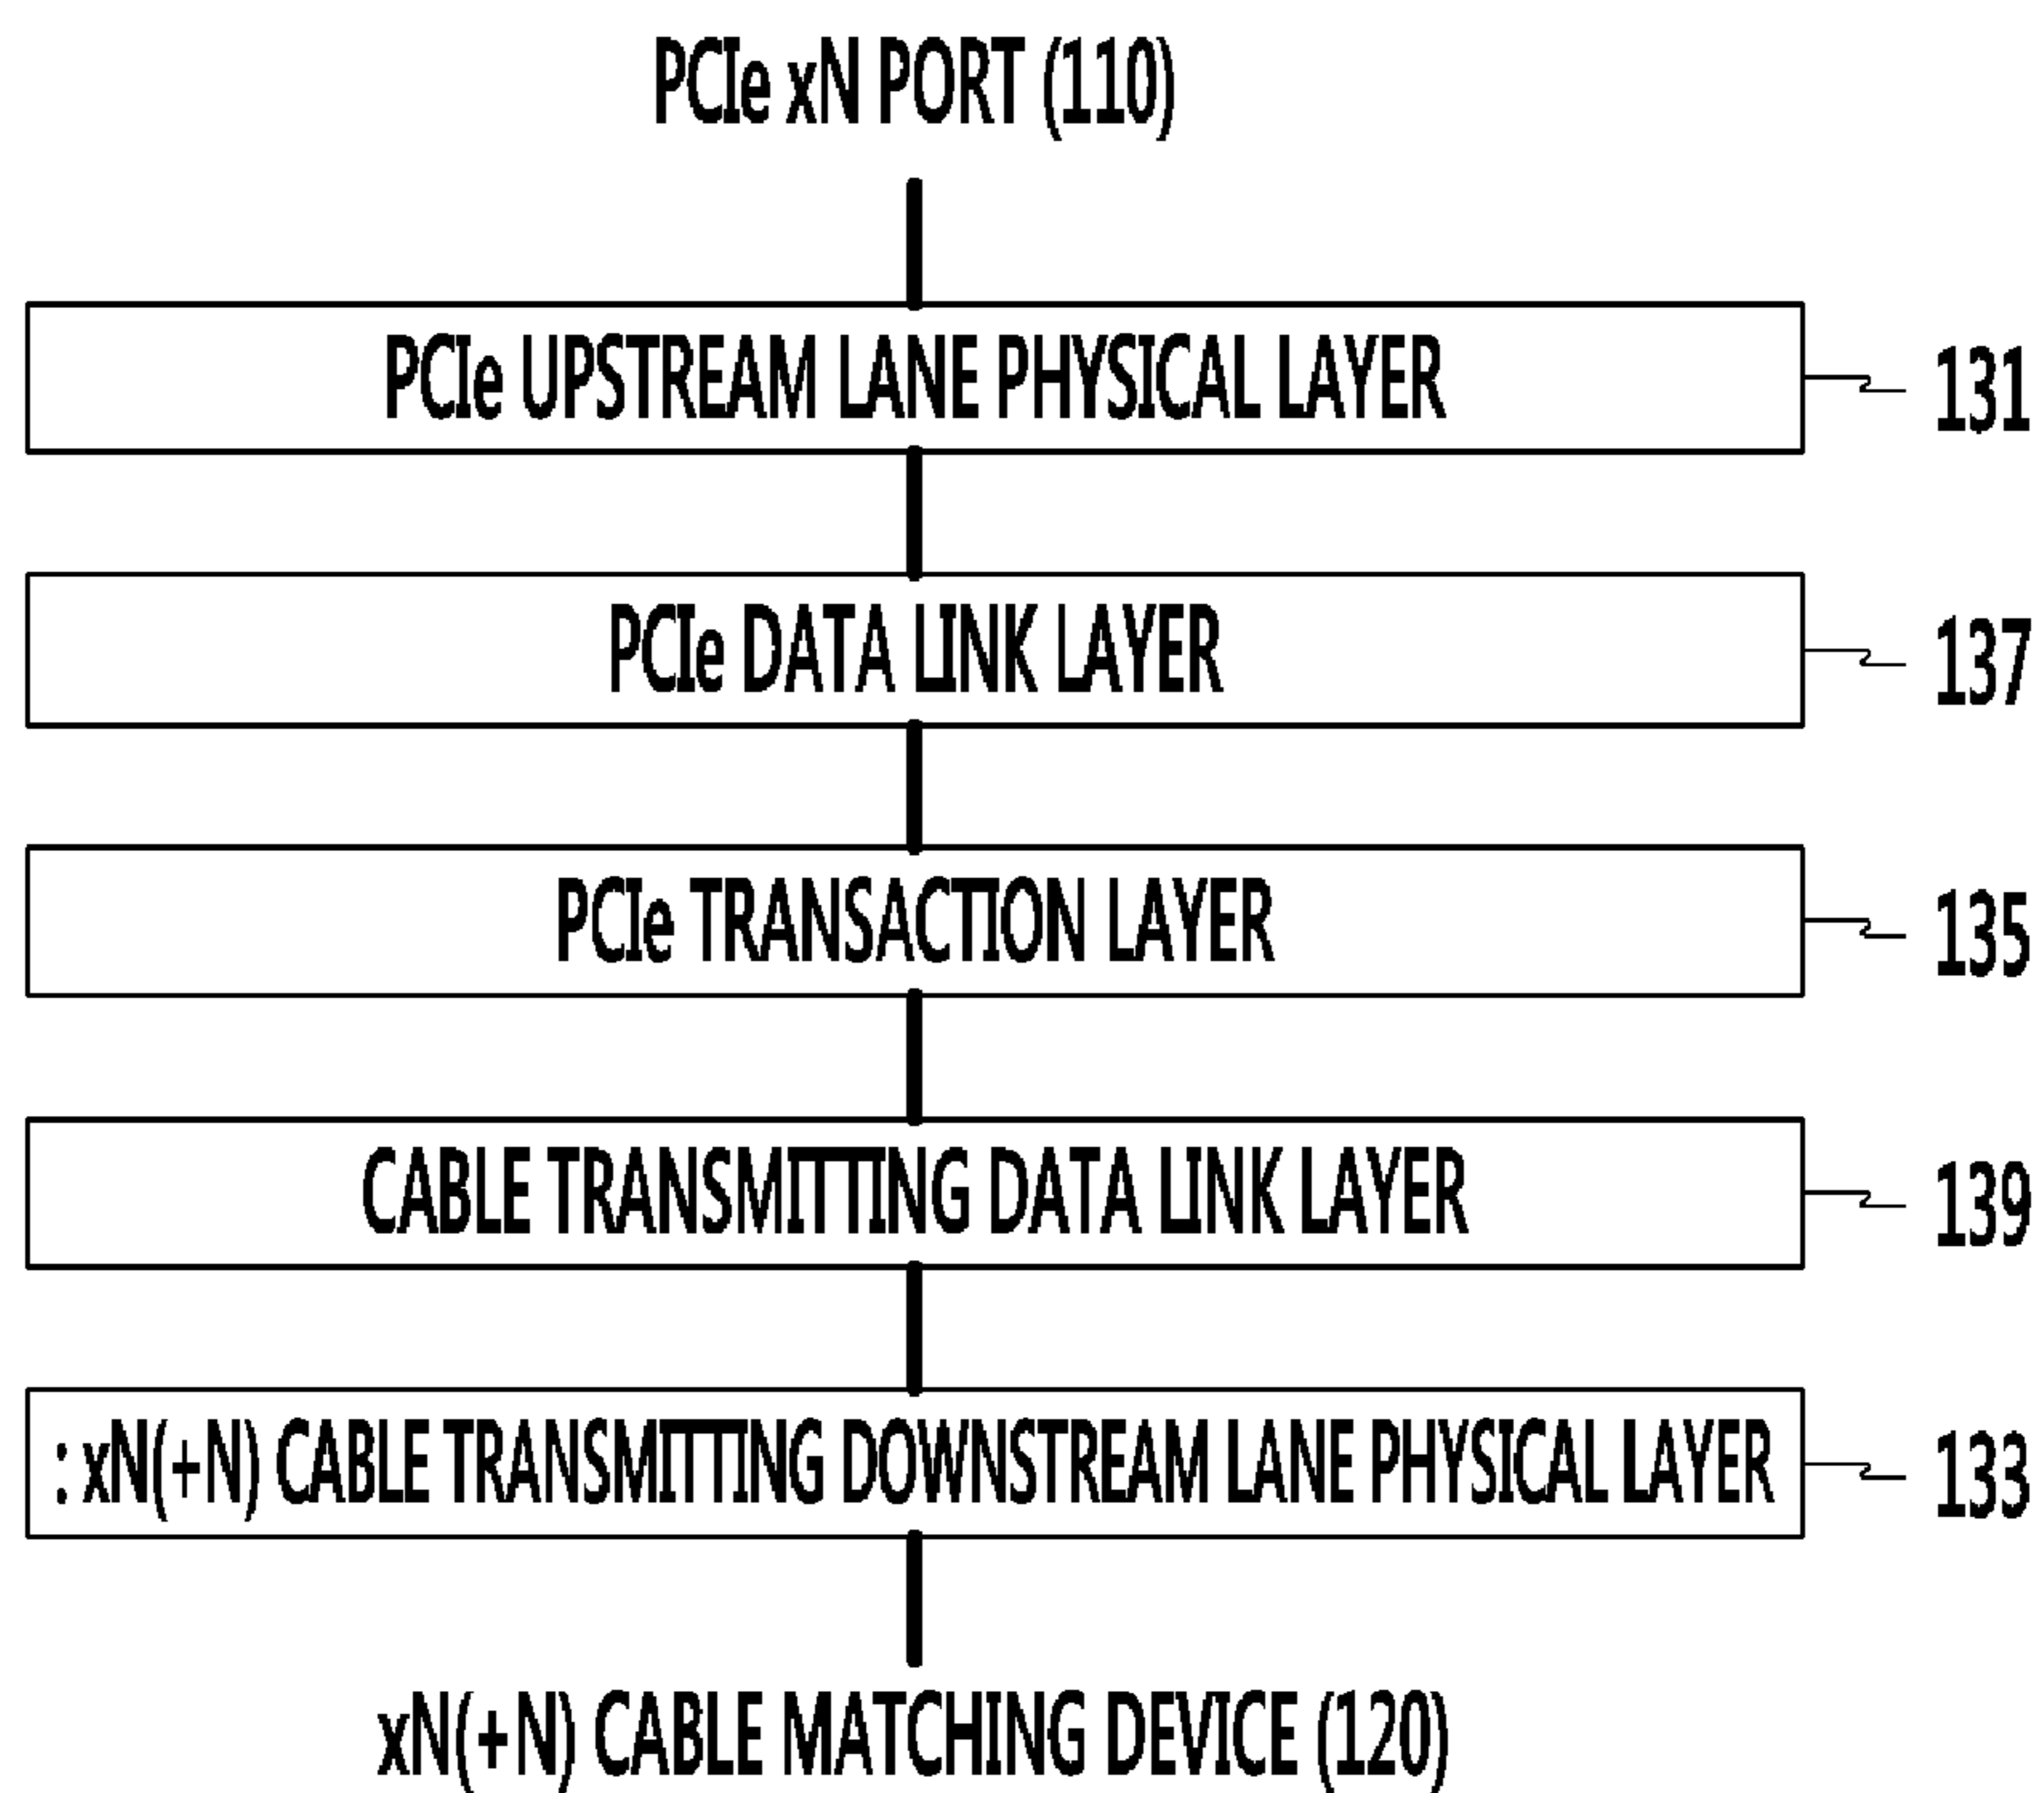 PCIe xN PORT (110)
PCIe UPSTREAM LANE PHYSICAL LAYER
131
PCIe DATA LINK LAYER
137
PCIe TRANSACTION LAYER
135
CABLE TRANSMITTING DATA LINK LAYER
139
: xN(+N) CABLE TRANSMITTING DOWNSTREAM LANE PHYSICAL LAYER
133
xN(+N) CABLE MATCHING DEVICE (120)